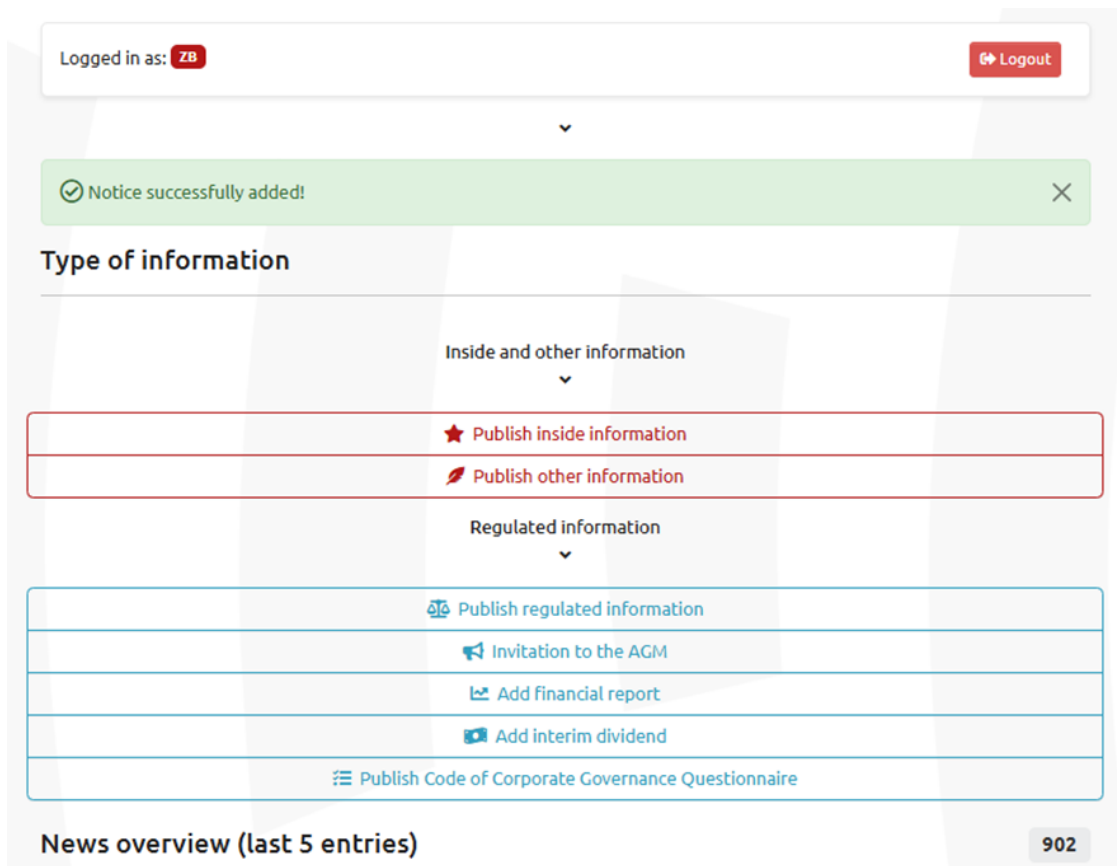 Logged in as: ZB
Logout
Notice successfully added!
Type of information
Inside and other information
Publish inside information
Publish other information
Regulated information
Publish regulated information
Invitation to the AGM
Add financial report
Add interim dividend
Publish Code of Corporate Governance Questionnaire
News overview (last 5 entries)
902